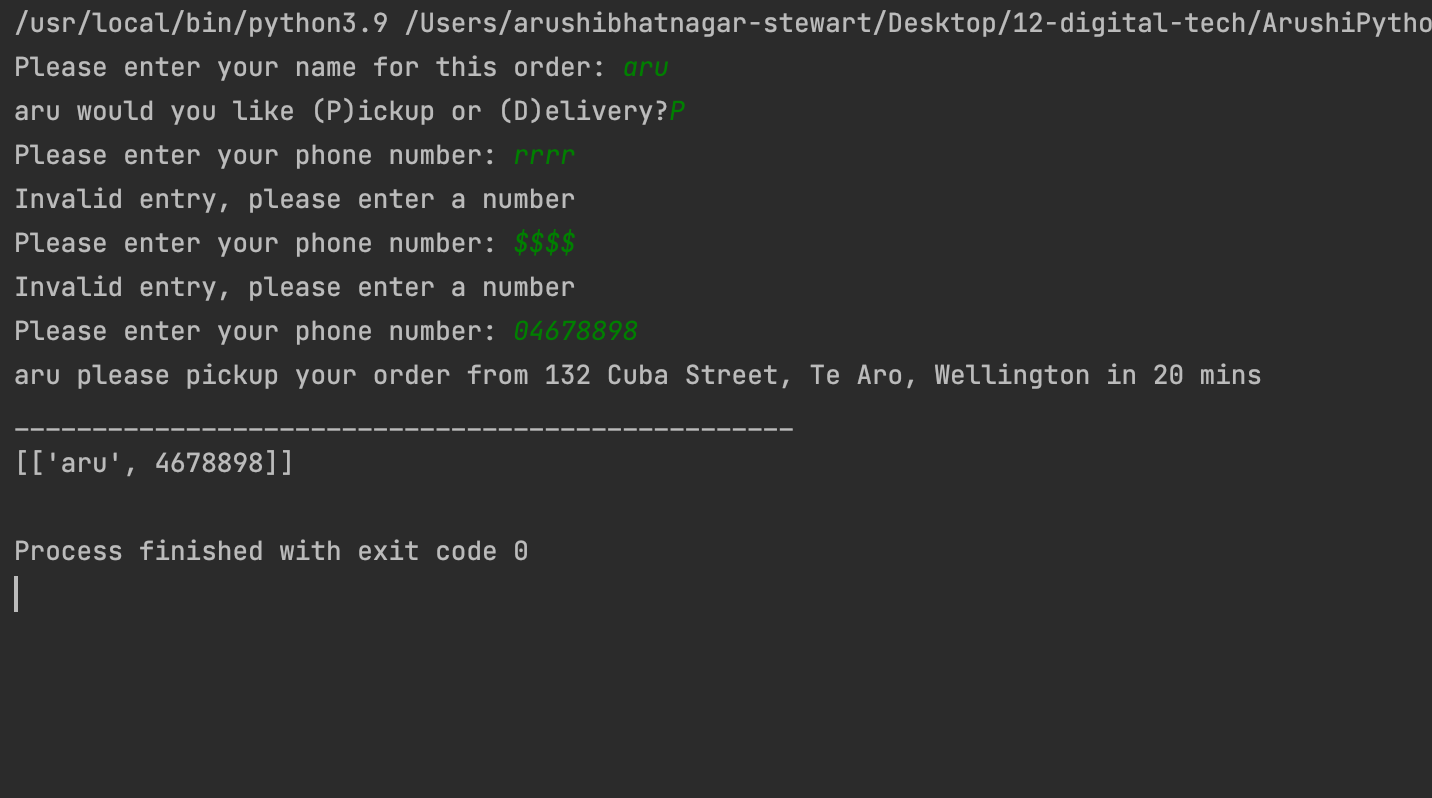 /usr/local/bin/python3.9 /Users/arushibhatnagar-stewart/Desktop/12-digital-tech/ArushiPytho
Please enter your name for this order: aru
aru would you like (P)ickup or (D)elivery?P
Please enter your phone number: rrrr
Invalid entry, please enter a number
Please enter your phone number: $$$$
Invalid entry, please enter a number
Please enter your phone number: 04678898
aru please pickup your order from 132 Cuba Street, Te Aro, Wellington in 20 mins
__________________________________________________
[['aru', 4678898]]
Process finished with exit code 0